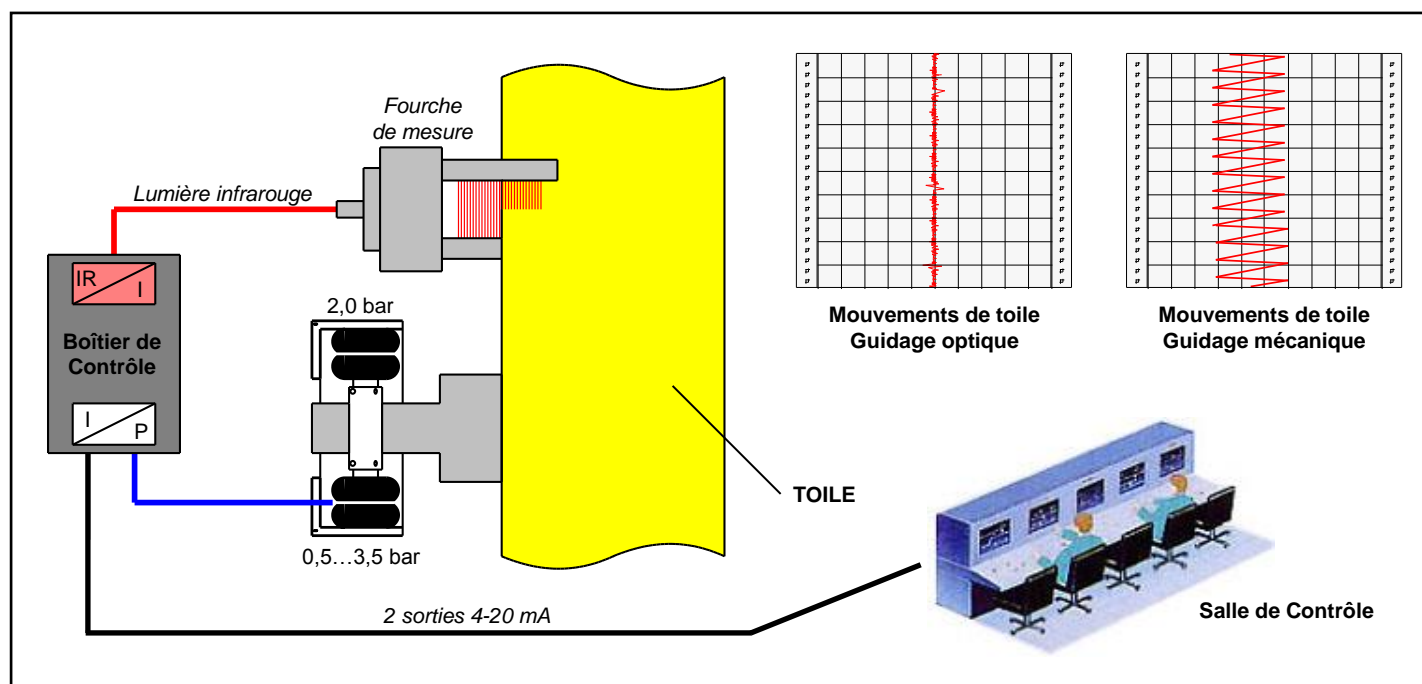 Fourche
de mesure
Lumière infrarouge
IR
I
Boîtier de
Contrôle
I
P
2,0 bar
0,5…3,5 bar
2 sorties 4-20 mA
TOILE
Mouvements de toile
Guidage optique
Mouvements de toile
Guidage mécanique
Salle de Contrôle